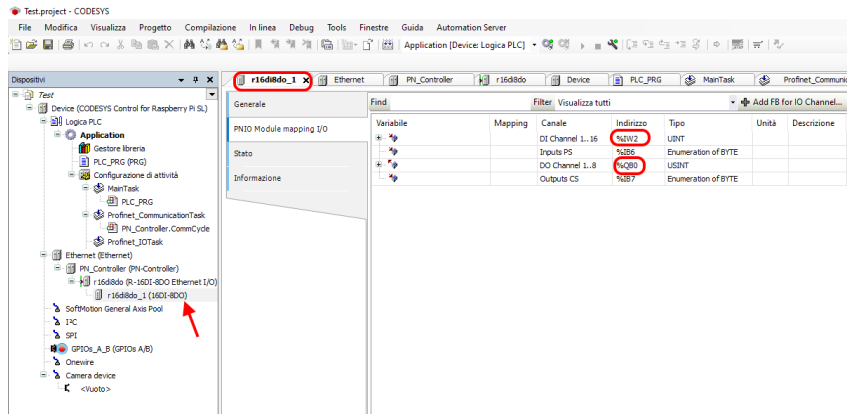 Test.project - CODESYS
File Modifica Visualizza Progetto Compilazione In linea Debug Tools Finestre Guida Automation Server
Application [Device: Logica PLC]
Dispositivi
Test
Device (CODESYS Control for Raspberry Pi SL)
Logica PLC
Application
Gestore libreria
PLC_PRG (PRG)
Configurazione di attività
MainTask
PLC_PRG
Profinet_CommunicationTask
PN_Controller.CommCycle
Profinet_IOTask
Ethernet (Ethernet)
PN_Controller (PN-Controller)
r16di8do (R-16DI-8DO Ethernet I/O)
r16di8do_1 (16DI-8DO)
SoftMotion General Axis Pool
I²C
SPI
GPIOs_A_B (GPIOs A/B)
Onewire
Camera device
<Vuoto>
r16di8do_1 Ethernet PN_Controller r16di8do Device PLC_PRG MainTask Profinet_Communic
Generale
PNIO Module mapping I/O
Stato
Informazione
Find Filter Visualizza tutti Add FB for IO Channel...
Variabile Mapping Canale Indirizzo Tipo Unità Descrizione
DI Channel 1..16 %IW2 UINT
Inputs PS %IB6 Enumeration of BYTE
DO Channel 1..8 %QB0 USINT
Outputs CS %IB7 Enumeration of BYTE